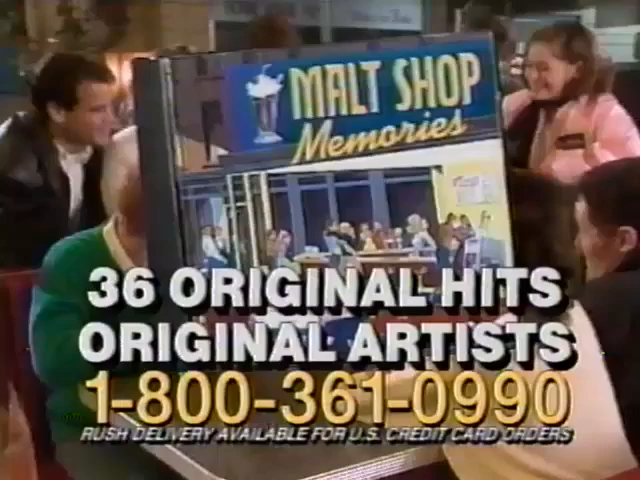 MALT SHOP
Memories
36 ORIGINAL HITS
ORIGINAL ARTISTS
1-800-361-0990
RUSH DELIVERY AVAILABLE FOR U.S. CREDIT CARD ORDERS